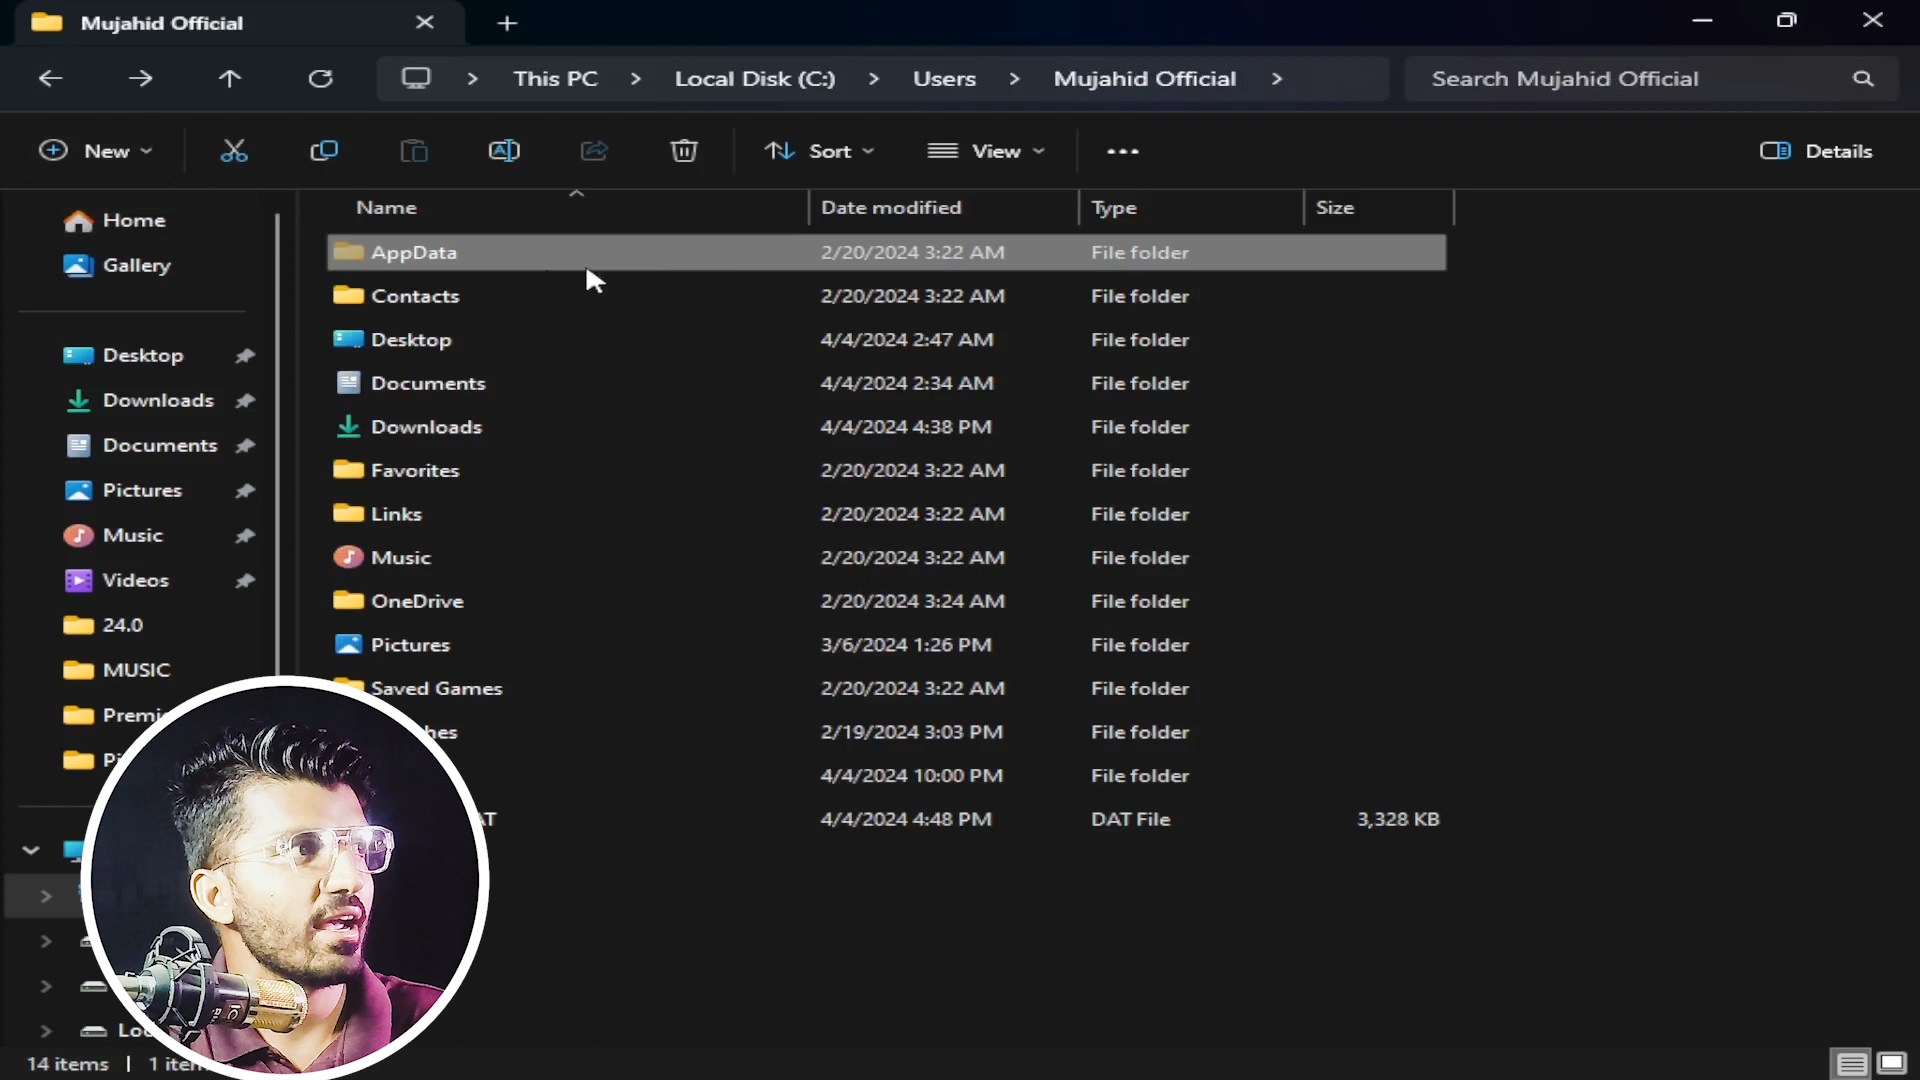 Mujahid Official
This PC > Local Disk (C:) > Users > Mujahid Official >
Search Mujahid Official
New
Sort
View
Details
Home
Gallery
Desktop
Downloads
Documents
Pictures
Music
Videos
24.0
MUSIC
Name Date modified Type Size
AppData 2/20/2024 3:22 AM File folder
Contacts 2/20/2024 3:22 AM File folder
Desktop 4/4/2024 2:47 AM File folder
Documents 4/4/2024 2:34 AM File folder
Downloads 4/4/2024 4:38 PM File folder
Favorites 2/20/2024 3:22 AM File folder
Links 2/20/2024 3:22 AM File folder
Music 2/20/2024 3:22 AM File folder
OneDrive 2/20/2024 3:24 AM File folder
Pictures 3/6/2024 1:26 PM File folder
Saved Games 2/20/2024 3:22 AM File folder
2/19/2024 3:03 PM File folder
4/4/2024 10:00 PM File folder
4/4/2024 4:48 PM DAT File 3,328 KB
14 items | 1